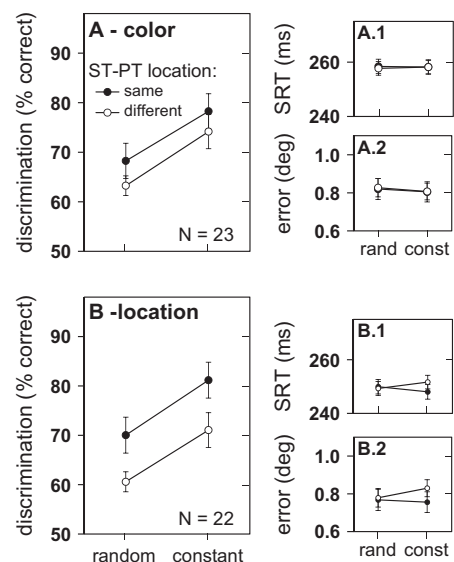 A - color
ST-PT location:
same
different
N = 23
discrimination (% correct)
90
80
70
60
50
A.1
SRT (ms)
260
240
A.2
error (deg)
1.0
0.8
0.6
rand const
B -location
N = 22
discrimination (% correct)
90
80
70
60
50
random constant
B.1
SRT (ms)
260
240
B.2
error (deg)
1.0
0.8
0.6
rand const